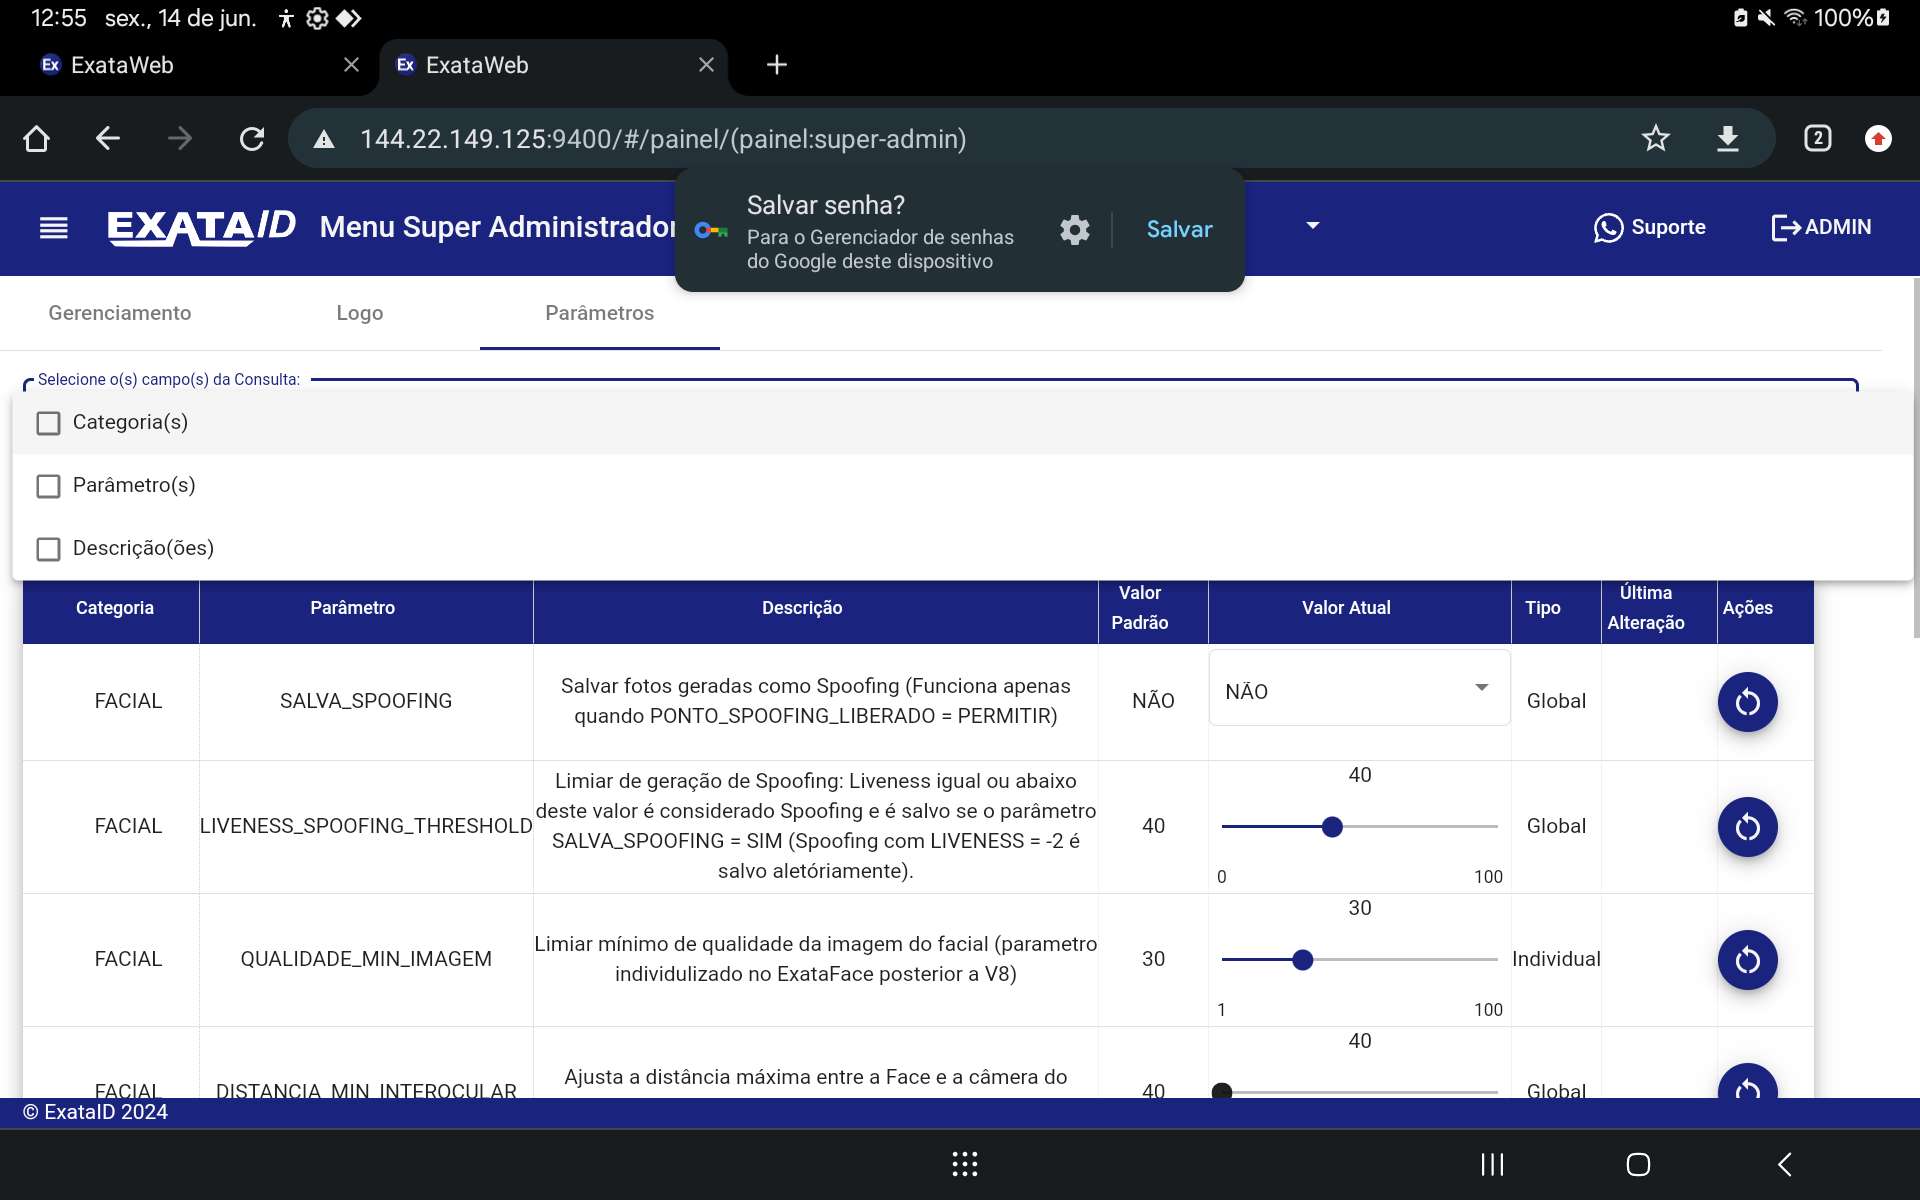 12:55 sex., 14 de jun.
100%
Ex ExataWeb
Ex ExataWeb
144.22.149.125:9400/#/painel/(painel:super-admin)
2
EXATAID Menu Super Administrador
Salvar senha?
Para o Gerenciador de senhas
do Google deste dispositivo
Salvar
Suporte
ADMIN
Gerenciamento Logo Parâmetros
Selecione o(s) campo(s) da Consulta:
Categoria(s)
Parâmetro(s)
Descrição(ões)
Categoria Parâmetro Descrição Valor Padrão Valor Atual Tipo Última Alteração Ações
FACIAL SALVA_SPOOFING
Salvar fotos geradas como Spoofing (Funciona apenas
quando PONTO_SPOOFING_LIBERADO = PERMITIR)
NÃO NÃO Global
FACIAL LIVENESS_SPOOFING_THRESHOLD
Limiar de geração de Spoofing: Liveness igual ou abaixo
deste valor é considerado Spoofing e é salvo se o parâmetro
SALVA_SPOOFING = SIM (Spoofing com LIVENESS = -2 é
salvo aletóriamente).
40 40 Global
0 100
FACIAL QUALIDADE_MIN_IMAGEM
Limiar mínimo de qualidade da imagem do facial (parametro
individulizado no ExataFace posterior a V8)
30 30 Individual
1 100
FACIAL DISTANCIA_MIN_INTEROCULAR
Ajusta a distância máxima entre a Face e a câmera do
40 40 Global
© ExataID 2024